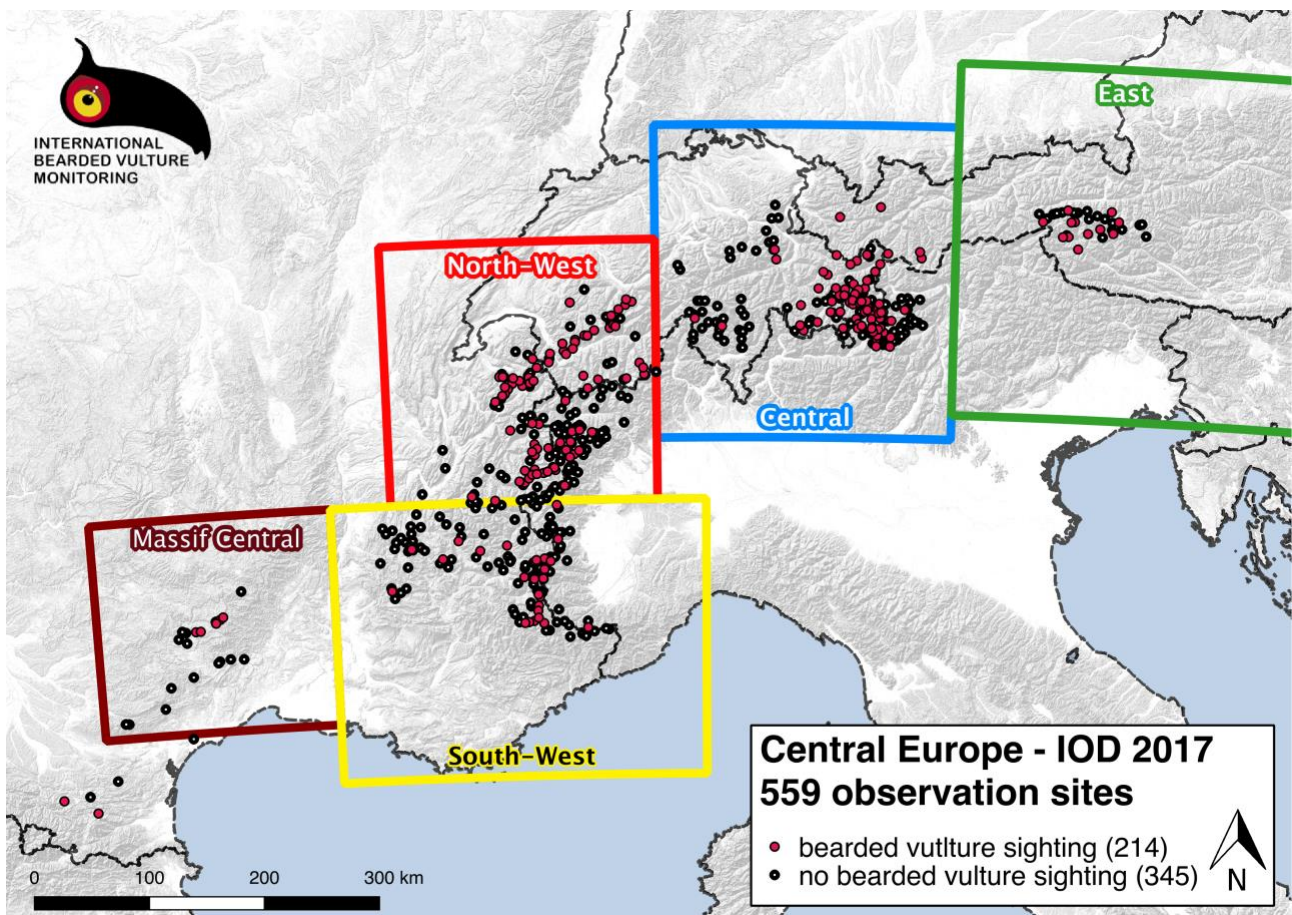 INTERNATIONAL
BEARDED VULTURE
MONITORING
East
North-West
Central
Massif Central
South-West
Central Europe - IOD 2017
559 observation sites
bearded vutlture sighting (214)
no bearded vulture sighting (345)
N
0 100 200 300 km